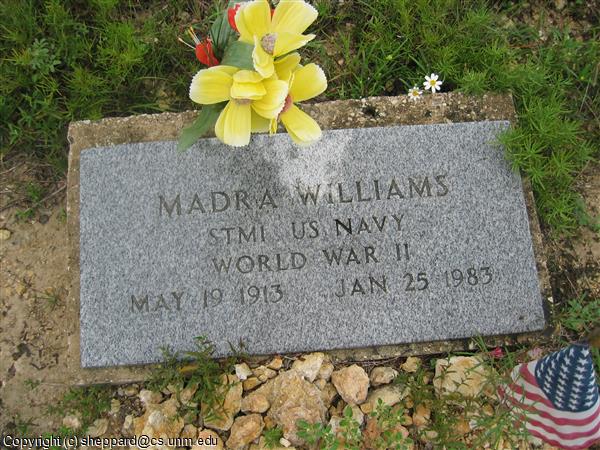 MADRA WILLIAMS
STM1 US NAVY
WORLD WAR II
MAY 19 1913 JAN 25 1983
Copyright © sheppard@cs.unm.edu